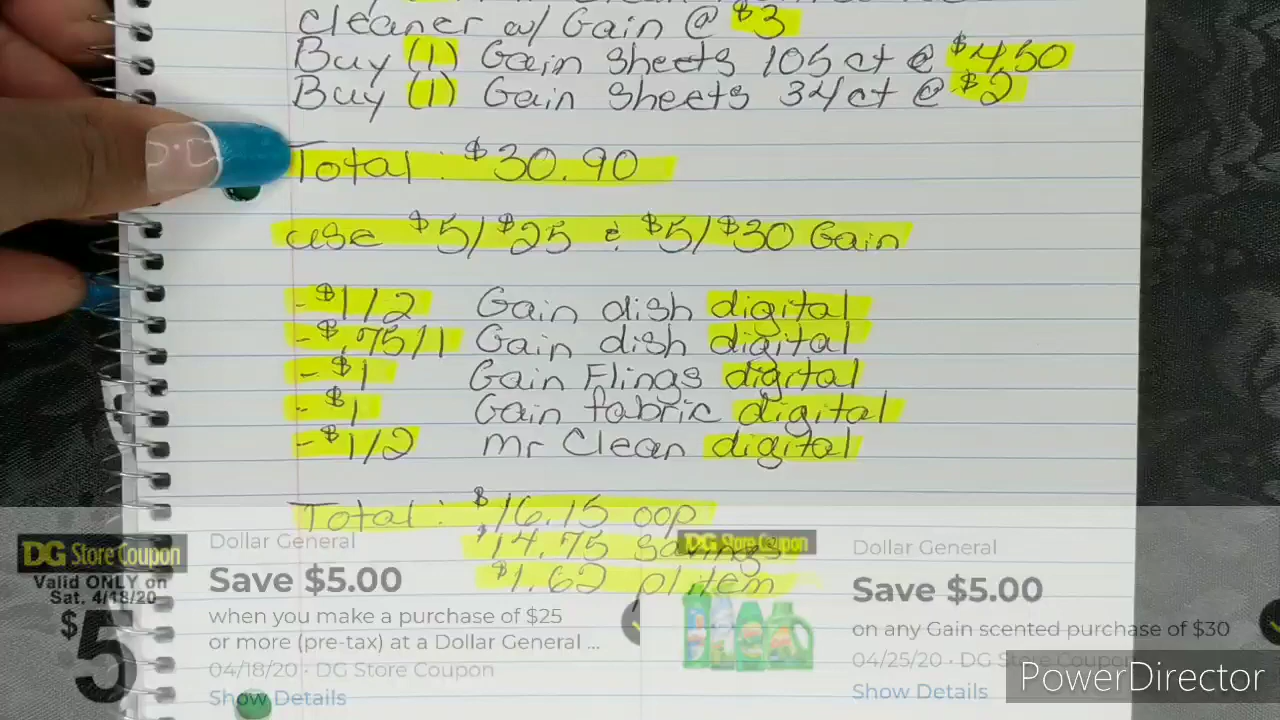 cleaner w/ Gain @ $3
Buy (1) Gain Sheets 105 ct @ $4.50
Buy (1) Gain Sheets 34 ct @ $2
Total: $30.90
use $5/$25 & $5/$30 Gain
- $1/2 Gain dish digital
- $.75/1 Gain dish digital
- $1 Gain Flings digital
- $1 Gain fabric digital
- $1/2 Mr Clean digital
Total: $16.15 oop
$14.75 savings
$1.62 p/item
DG Store Coupon
Valid ONLY on
Sat. 4/18/20
$5
Dollar General
Save $5.00
when you make a purchase of $25
or more (pre-tax) at a Dollar General ...
04/18/20 · DG Store Coupon
Show Details
DG Store Coupon
Dollar General
Save $5.00
on any Gain scented purchase of $30
04/25/20 · DG Store Coupon
Show Details
PowerDirector